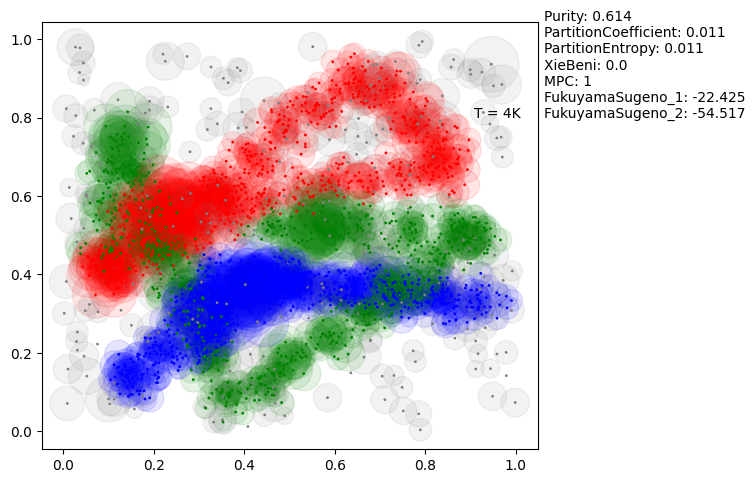 Purity: 0.614
PartitionCoefficient: 0.011
PartitionEntropy: 0.011
XieBeni: 0.0
MPC: 1
FukuyamaSugeno_1: -22.425
FukuyamaSugeno_2: -54.517
T = 4K
1.0
0.8
0.6
0.4
0.2
0.0
0.0 0.2 0.4 0.6 0.8 1.0